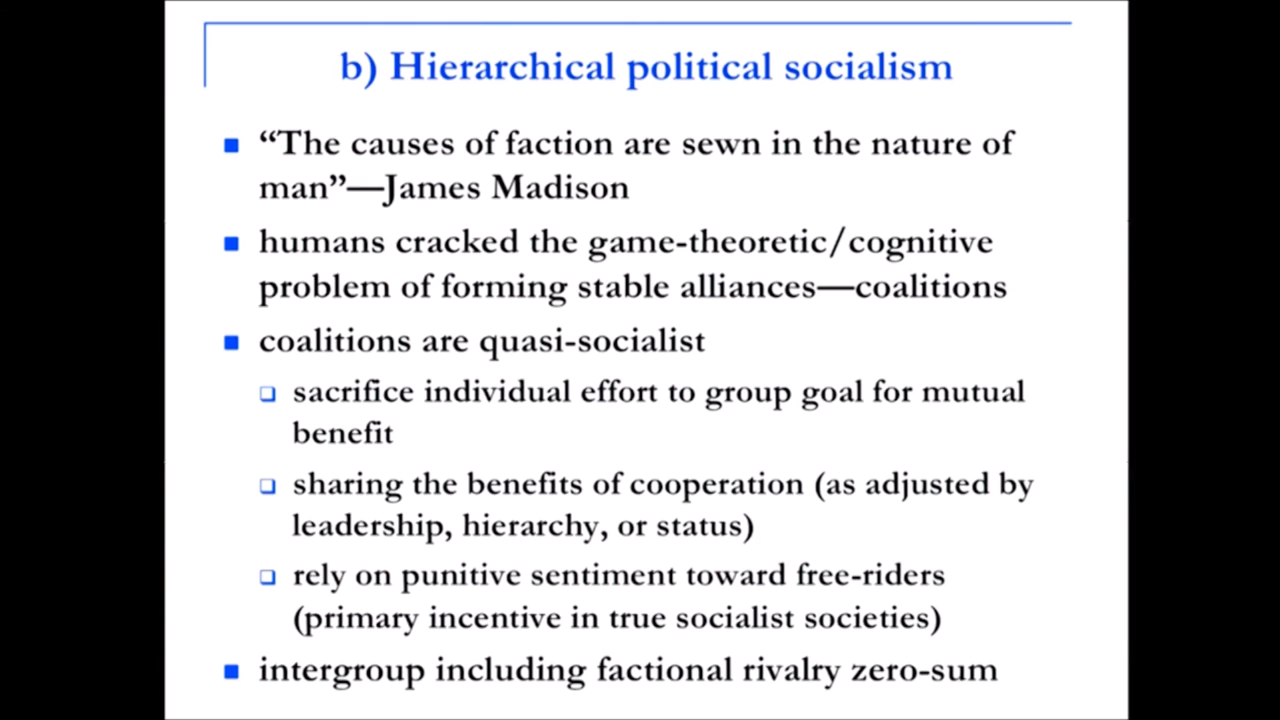 b) Hierarchical political socialism
“The causes of faction are sewn in the nature of
man”—James Madison
humans cracked the game-theoretic/cognitive
problem of forming stable alliances—coalitions
coalitions are quasi-socialist
sacrifice individual effort to group goal for mutual
benefit
sharing the benefits of cooperation (as adjusted by
leadership, hierarchy, or status)
rely on punitive sentiment toward free-riders
(primary incentive in true socialist societies)
intergroup including factional rivalry zero-sum